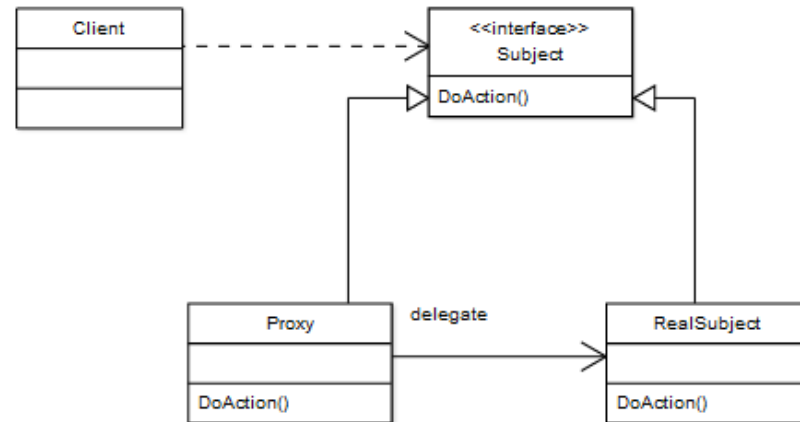 Client
<<interface>>
Subject
DoAction()
Proxy
delegate
RealSubject
DoAction()
DoAction()